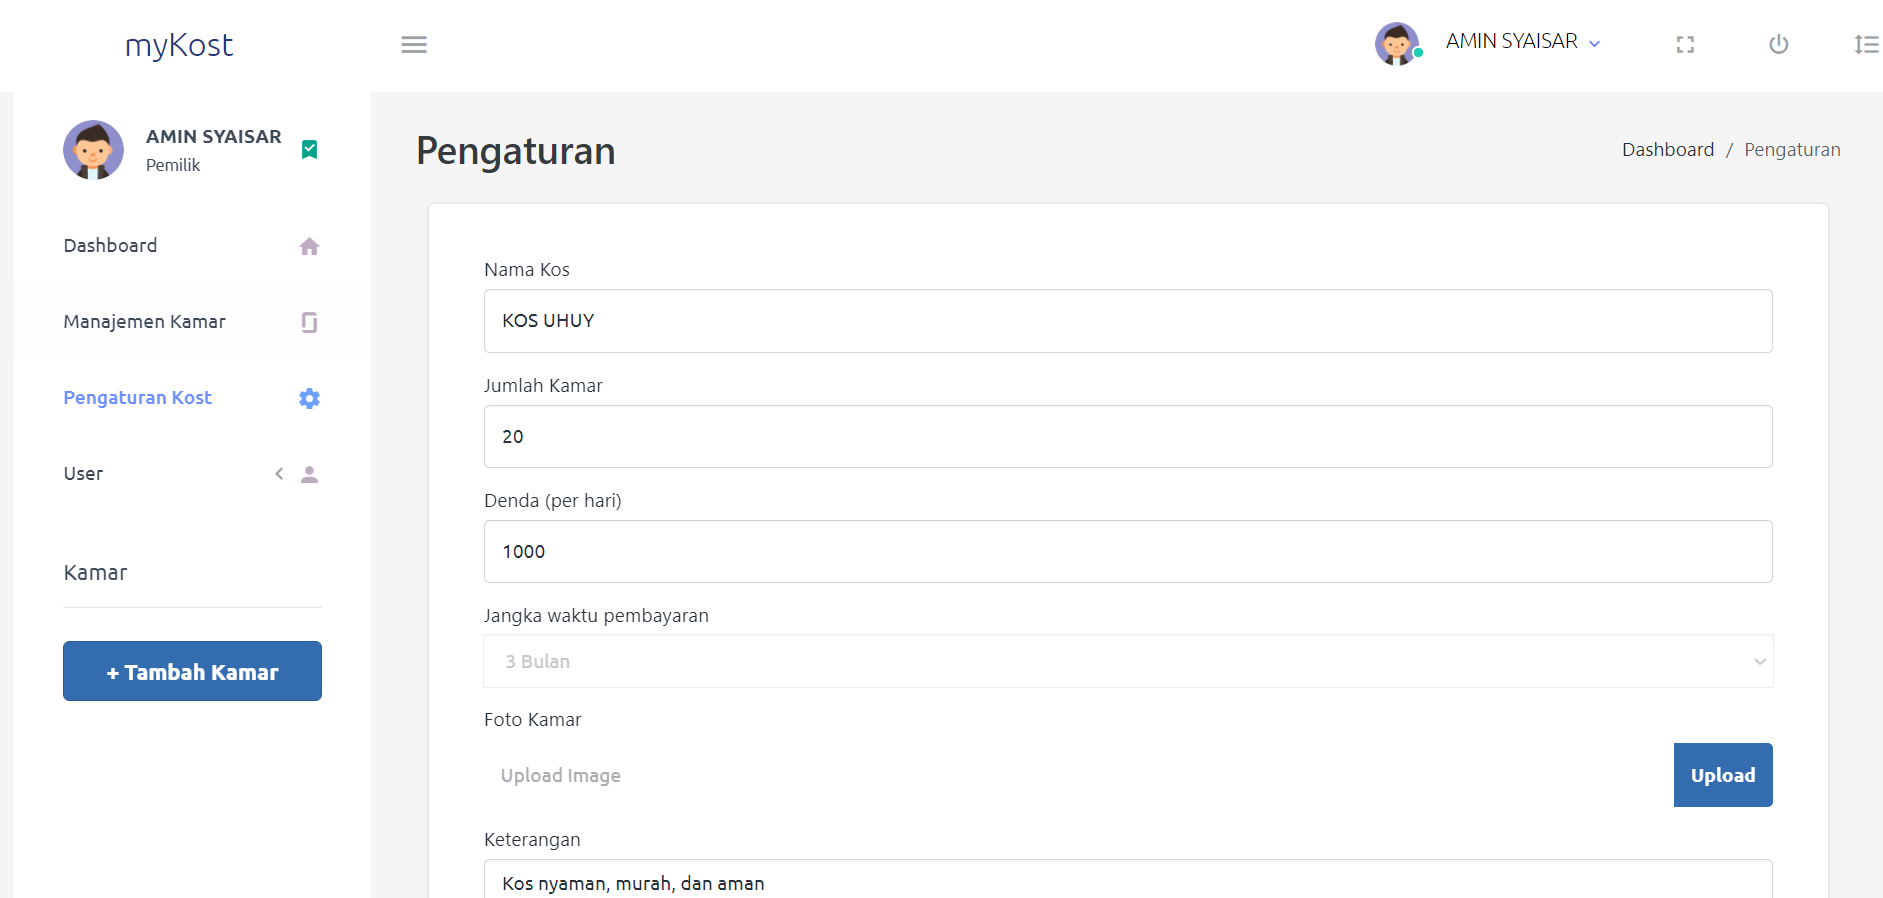 myKost
AMIN SYAISAR
AMIN SYAISAR
Pemilik
Dashboard
Manajemen Kamar
Pengaturan Kost
User
Kamar
+ Tambah Kamar
Pengaturan
Dashboard / Pengaturan
Nama Kos
KOS UHUY
Jumlah Kamar
20
Denda (per hari)
1000
Jangka waktu pembayaran
3 Bulan
Foto Kamar
Upload Image
Upload
Keterangan
Kos nyaman, murah, dan aman